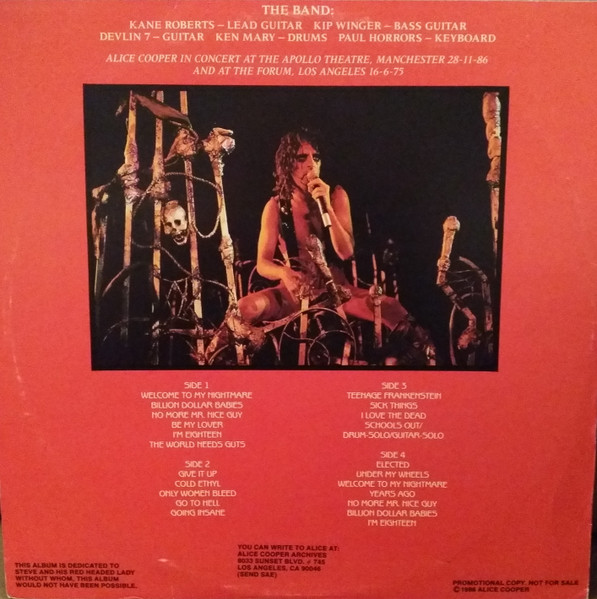 THE BAND:
KANE ROBERTS – LEAD GUITAR KIP WINGER – BASS GUITAR
DEVLIN 7 – GUITAR KEN MARY – DRUMS PAUL HORRORS – KEYBOARD
ALICE COOPER IN CONCERT AT THE APOLLO THEATRE, MANCHESTER 28-11-86
AND AT THE FORUM, LOS ANGELES 16-6-75
SIDE 1
WELCOME TO MY NIGHTMARE
BILLION DOLLAR BABIES
NO MORE MR. NICE GUY
BE MY LOVER
I'M EIGHTEEN
THE WORLD NEEDS GUTS
SIDE 2
GIVE IT UP
COLD ETHYL
ONLY WOMEN BLEED
GO TO HELL
GOING INSANE
SIDE 3
TEENAGE FRANKENSTEIN
SICK THINGS
I LOVE THE DEAD
SCHOOLS OUT/
DRUM-SOLO/GUITAR-SOLO
SIDE 4
ELECTED
UNDER MY WHEELS
WELCOME TO MY NIGHTMARE
YEARS AGO
NO MORE MR. NICE GUY
BILLION DOLLAR BABIES
I'M EIGHTEEN
THIS ALBUM IS DEDICATED TO
STEVE AND HIS RED HEADED LADY
WITHOUT WHOM, THIS ALBUM
WOULD NOT HAVE BEEN POSSIBLE.
YOU CAN WRITE TO ALICE AT:
ALICE COOPER ARCHIVES
8033 SUNSET BLVD. # 745
LOS ANGELES, CA 90046
(SEND SAE)
PROMOTIONAL COPY. NOT FOR SALE
© 1986 ALICE COOPER